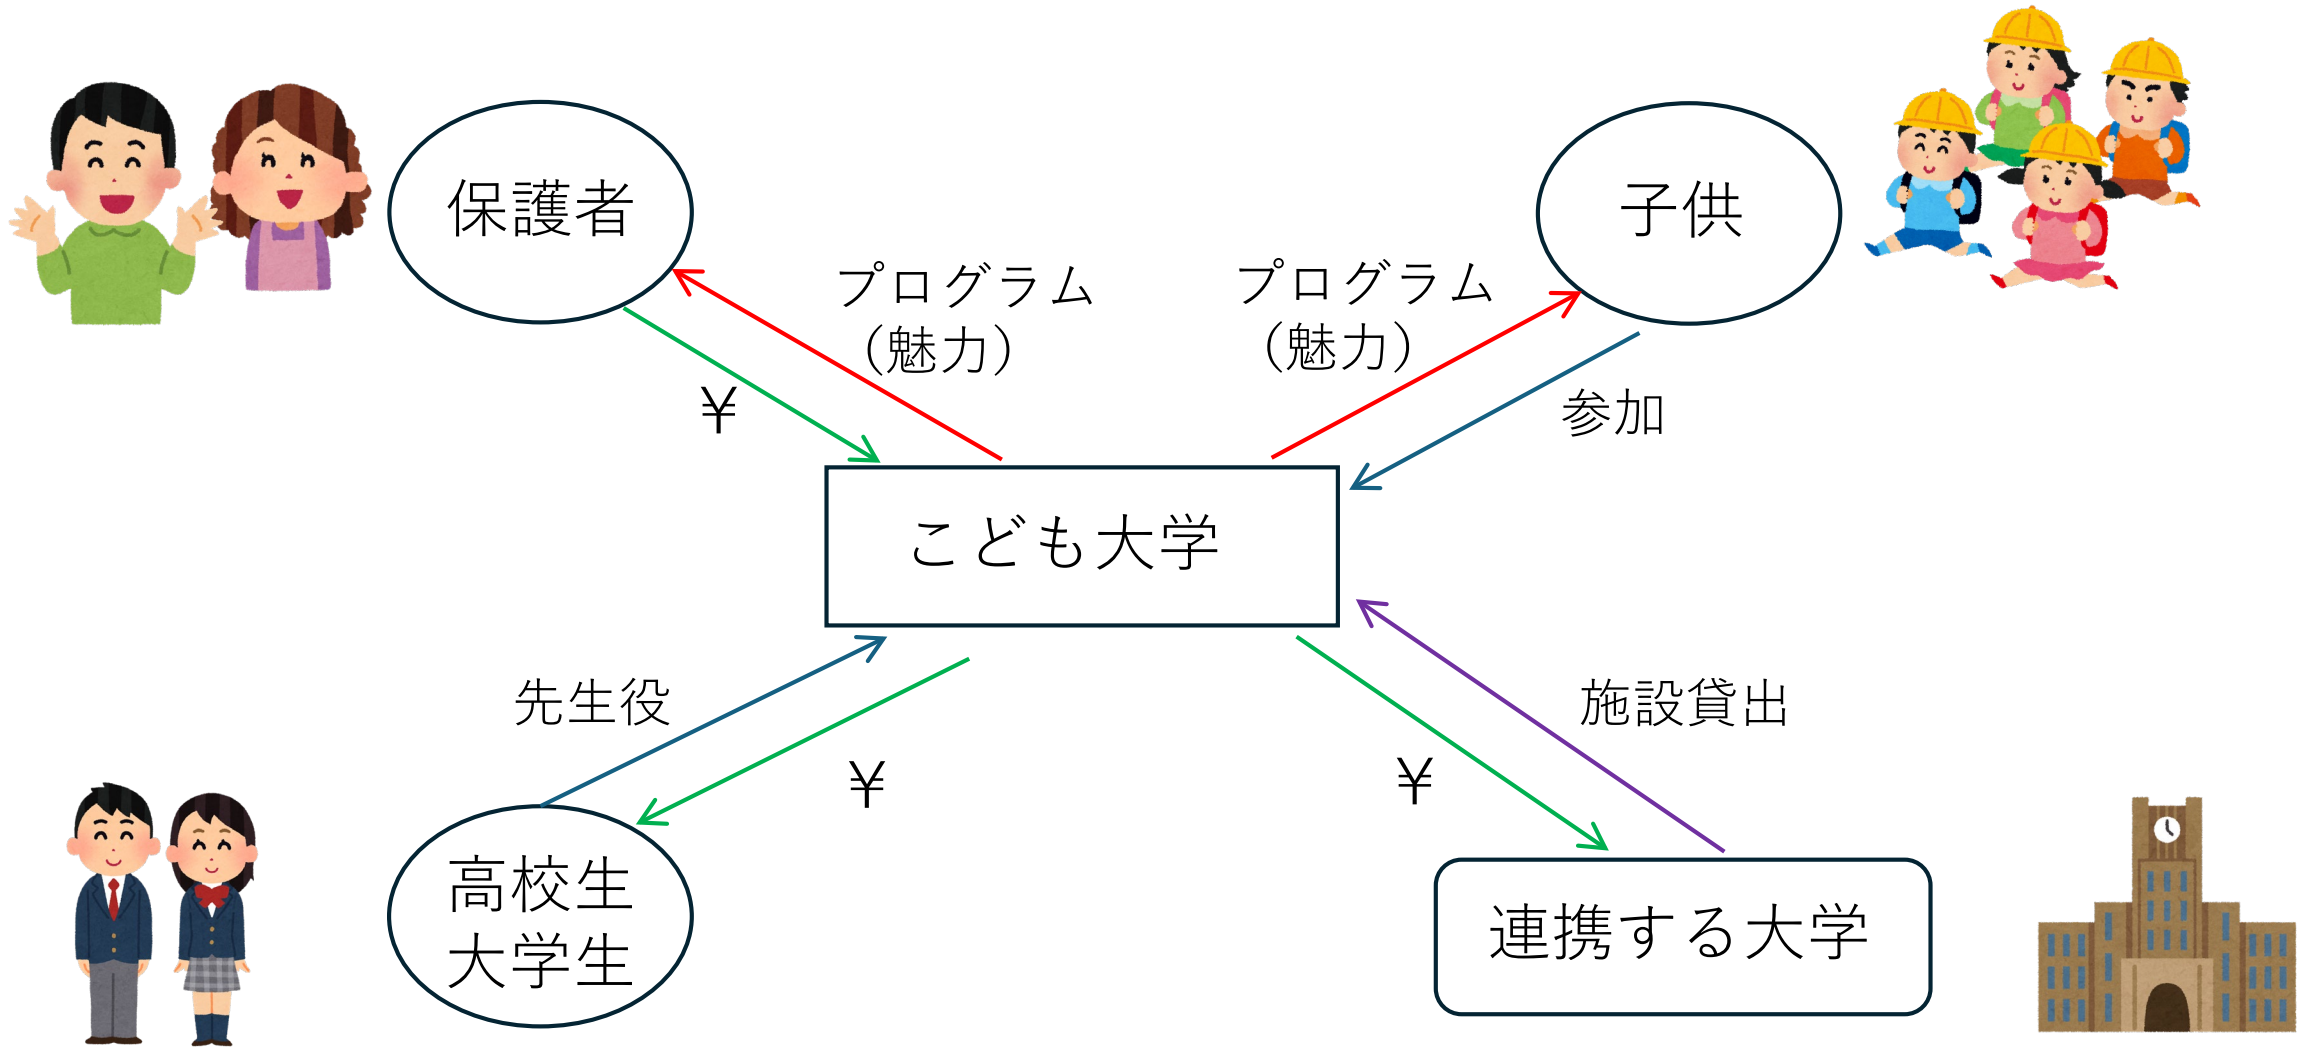 保護者
子供
プログラム
（魅力）
プログラム
（魅力）
¥
参加
こども大学
先生役
¥
¥
施設貸出
高校生
大学生
連携する大学